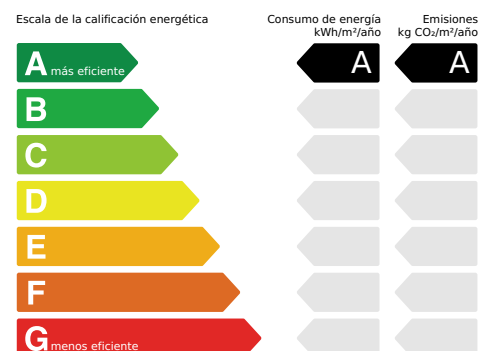 Escala de la calificación energética
Consumo de energía
kWh/m²/año
Emisiones
kg CO₂/m²/año
A más eficiente
A
A
B
C
D
E
F
G menos eficiente